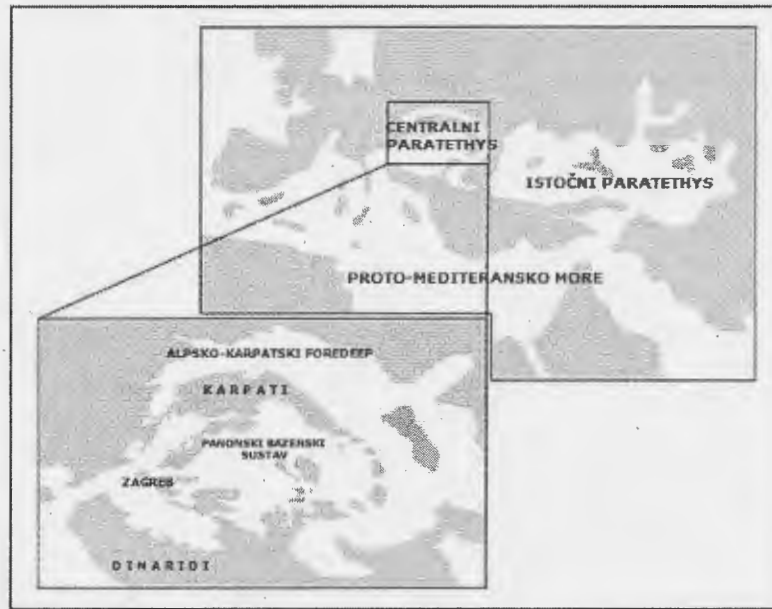 CENTRALNI
PARATETHYS
ISTOČNI PARATETHYS
PROTO-MEDITERANSKO MORE
ALPSKO-KARPATSKI FOREDEEP
KARPATI
PANONSKI BAZENSKI
SUSTAV
ZAGREB
DINARIDI